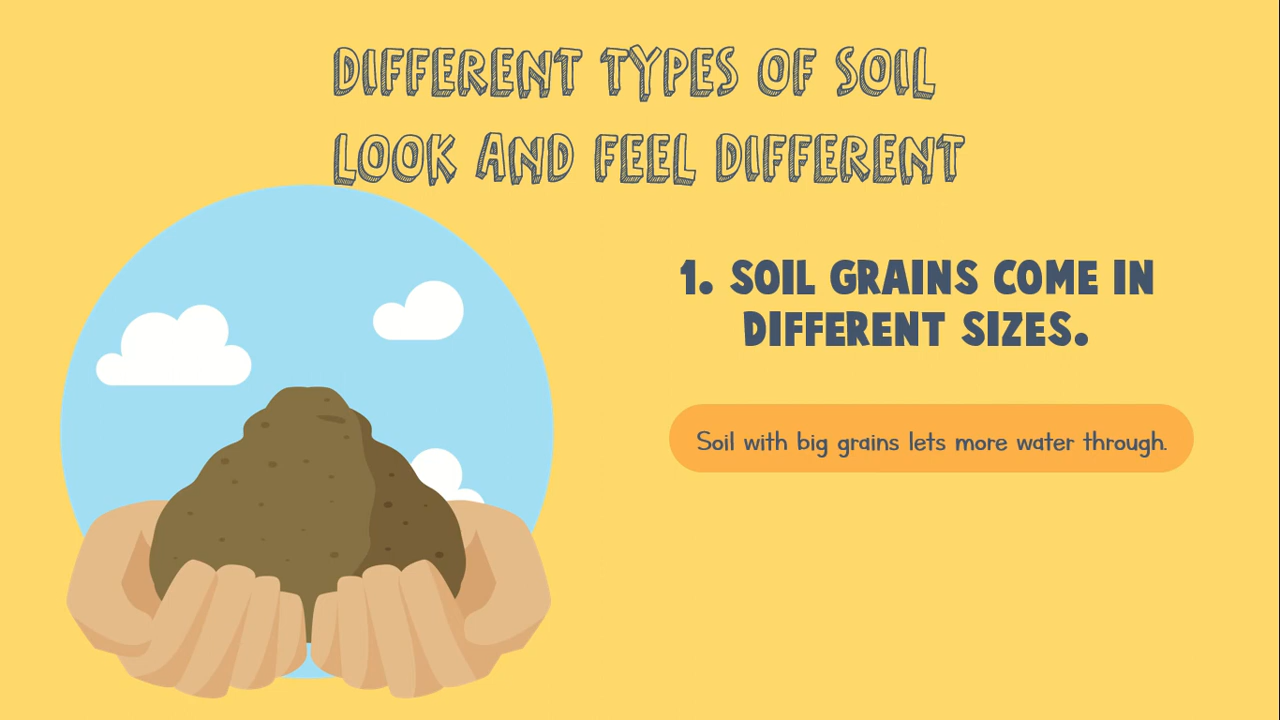 DIFFERENT TYPES OF SOIL
LOOK AND FEEL DIFFERENT
1. SOIL GRAINS COME IN
DIFFERENT SIZES.
Soil with big grains lets more water through.